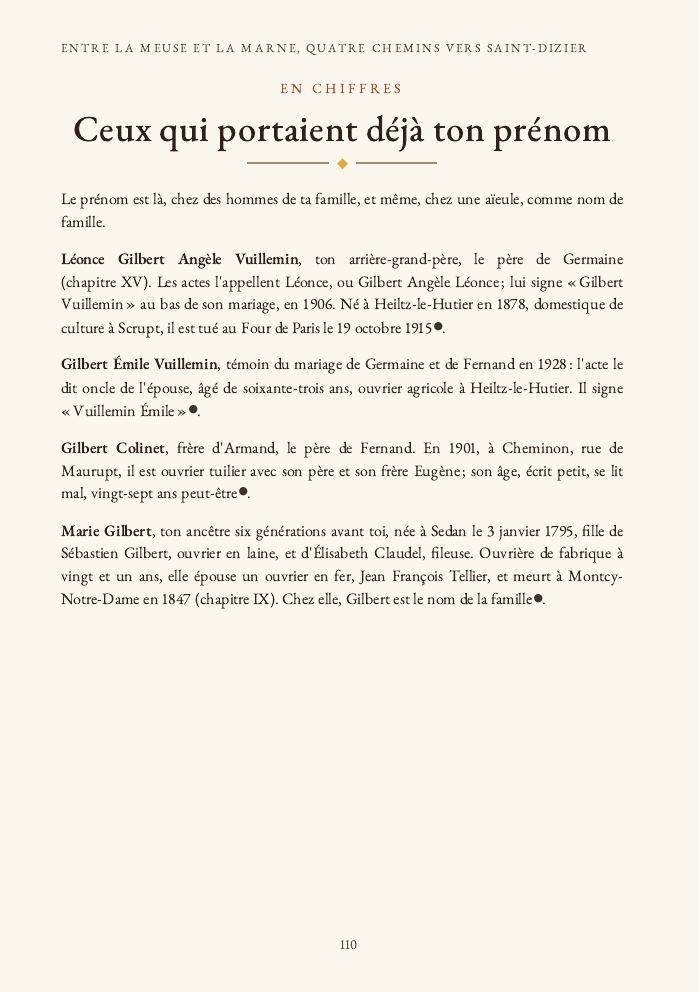 ENTRE LA MEUSE ET LA MARNE, QUATRE CHEMINS VERS SAINT-DIZIER
EN CHIFFRES
Ceux qui portaient déjà ton prénom
Le prénom est là, chez des hommes de ta famille, et même, chez une aïeule, comme nom de
famille.
Léonce Gilbert Angèle Vuillemin, ton arrière-grand-père, le père de Germaine
(chapitre XV). Les actes l'appellent Léonce, ou Gilbert Angèle Léonce; lui signe « Gilbert
Vuillemin » au bas de son mariage, en 1906. Né à Heiltz-le-Hutier en 1878, domestique de
culture à Scrupt, il est tué au Four de Paris le 19 octobre 1915●.
Gilbert Émile Vuillemin, témoin du mariage de Germaine et de Fernand en 1928 : l'acte le
dit oncle de l'épouse, âgé de soixante-trois ans, ouvrier agricole à Heiltz-le-Hutier. Il signe
« Vuillemin Émile »●.
Gilbert Colinet, frère d'Armand, le père de Fernand. En 1901, à Cheminon, rue de
Maurupt, il est ouvrier tuilier avec son père et son frère Eugène; son âge, écrit petit, se lit
mal, vingt-sept ans peut-être●.
Marie Gilbert, ton ancêtre six générations avant toi, née à Sedan le 3 janvier 1795, fille de
Sébastien Gilbert, ouvrier en laine, et d'Élisabeth Claudel, fileuse. Ouvrière de fabrique à
vingt et un ans, elle épouse un ouvrier en fer, Jean François Tellier, et meurt à Montcy-
Notre-Dame en 1847 (chapitre IX). Chez elle, Gilbert est le nom de la famille●.
110